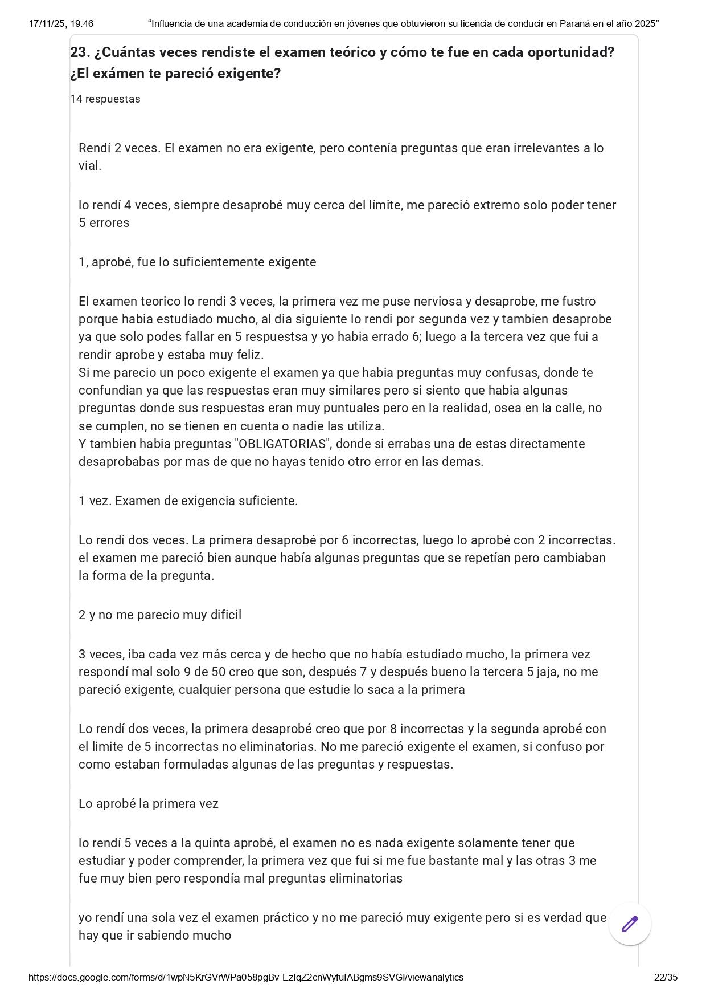 17/11/25, 19:46
“Influencia de una academia de conducción en jóvenes que obtuvieron su licencia de conducir en Paraná en el año 2025”
23. ¿Cuántas veces rendiste el examen teórico y cómo te fue en cada oportunidad?
¿El exámen te pareció exigente?
14 respuestas
Rendí 2 veces. El examen no era exigente, pero contenía preguntas que eran irrelevantes a lo
vial.
lo rendí 4 veces, siempre desaprobé muy cerca del límite, me pareció extremo solo poder tener
5 errores
1, aprobé, fue lo suficientemente exigente
El examen teorico lo rendi 3 veces, la primera vez me puse nerviosa y desaprobe, me fustro
porque habia estudiado mucho, al dia siguiente lo rendi por segunda vez y tambien desaprobe
ya que solo podes fallar en 5 respuestsa y yo habia errado 6; luego a la tercera vez que fui a
rendir aprobe y estaba muy feliz.
Si me parecio un poco exigente el examen ya que habia preguntas muy confusas, donde te
confundian ya que las respuestas eran muy similares pero si siento que habia algunas
preguntas donde sus respuestas eran muy puntuales pero en la realidad, osea en la calle, no
se cumplen, no se tienen en cuenta o nadie las utiliza.
Y tambien habia preguntas "OBLIGATORIAS", donde si errabas una de estas directamente
desaprobabas por mas de que no hayas tenido otro error en las demas.
1 vez. Examen de exigencia suficiente.
Lo rendí dos veces. La primera desaprobé por 6 incorrectas, luego lo aprobé con 2 incorrectas.
el examen me pareció bien aunque había algunas preguntas que se repetían pero cambiaban
la forma de la pregunta.
2 y no me parecio muy dificil
3 veces, iba cada vez más cerca y de hecho que no había estudiado mucho, la primera vez
respondí mal solo 9 de 50 creo que son, después 7 y después bueno la tercera 5 jaja, no me
pareció exigente, cualquier persona que estudie lo saca a la primera
Lo rendí dos veces, la primera desaprobé creo que por 8 incorrectas y la segunda aprobé con
el limite de 5 incorrectas no eliminatorias. No me pareció exigente el examen, si confuso por
como estaban formuladas algunas de las preguntas y respuestas.
Lo aprobé la primera vez
lo rendí 5 veces a la quinta aprobé, el examen no es nada exigente solamente tener que
estudiar y poder comprender, la primera vez que fui si me fue bastante mal y las otras 3 me
fue muy bien pero respondía mal preguntas eliminatorias
yo rendí una sola vez el examen práctico y no me pareció muy exigente pero si es verdad que
hay que ir sabiendo mucho
https://docs.google.com/forms/d/1wpN5KrGVrWPa058pgBv-EzIqZ2cnWyfuIABgms9SVGI/viewanalytics
22/35